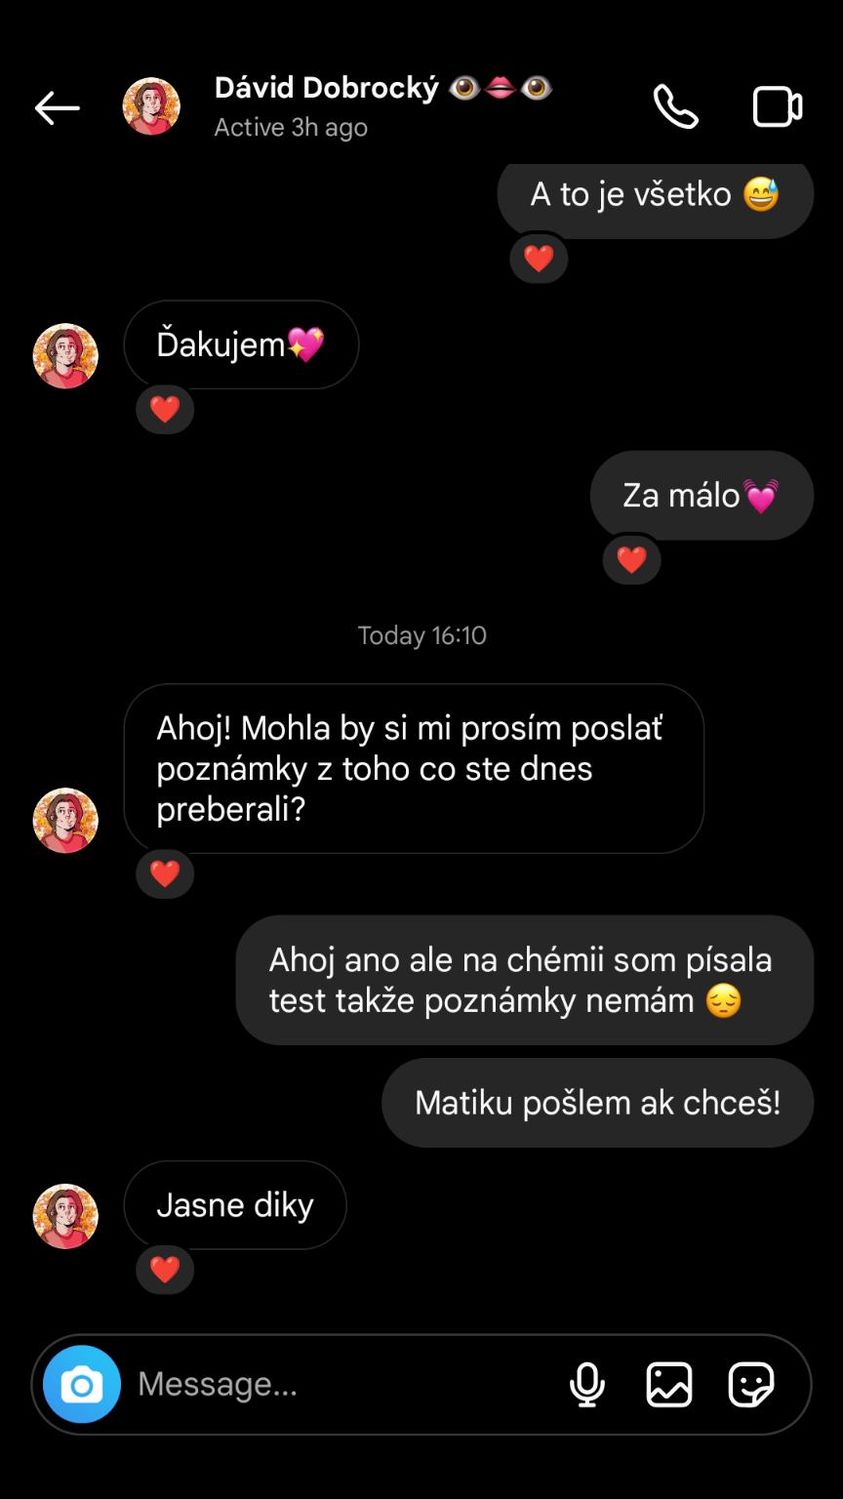 Dávid Dobrocký 👁️👄👁️
Active 3h ago
A to je všetko 😅
Ďakujem💖
Za málo💓
Today 16:10
Ahoj! Mohla by si mi prosím poslať
poznámky z toho co ste dnes
preberali?
Ahoj ano ale na chémii som písala
test takže poznámky nemám 😔
Matiku pošlem ak chceš!
Jasne diky
Message...